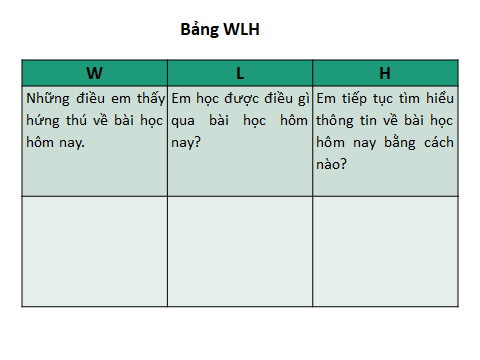 Bảng WLH
W L H
Những điều em thấy
hứng thú về bài học
hôm nay.
Em học được điều gì
qua bài học hôm
nay?
Em tiếp tục tìm hiểu
thông tin về bài học
hôm nay bằng cách
nào?